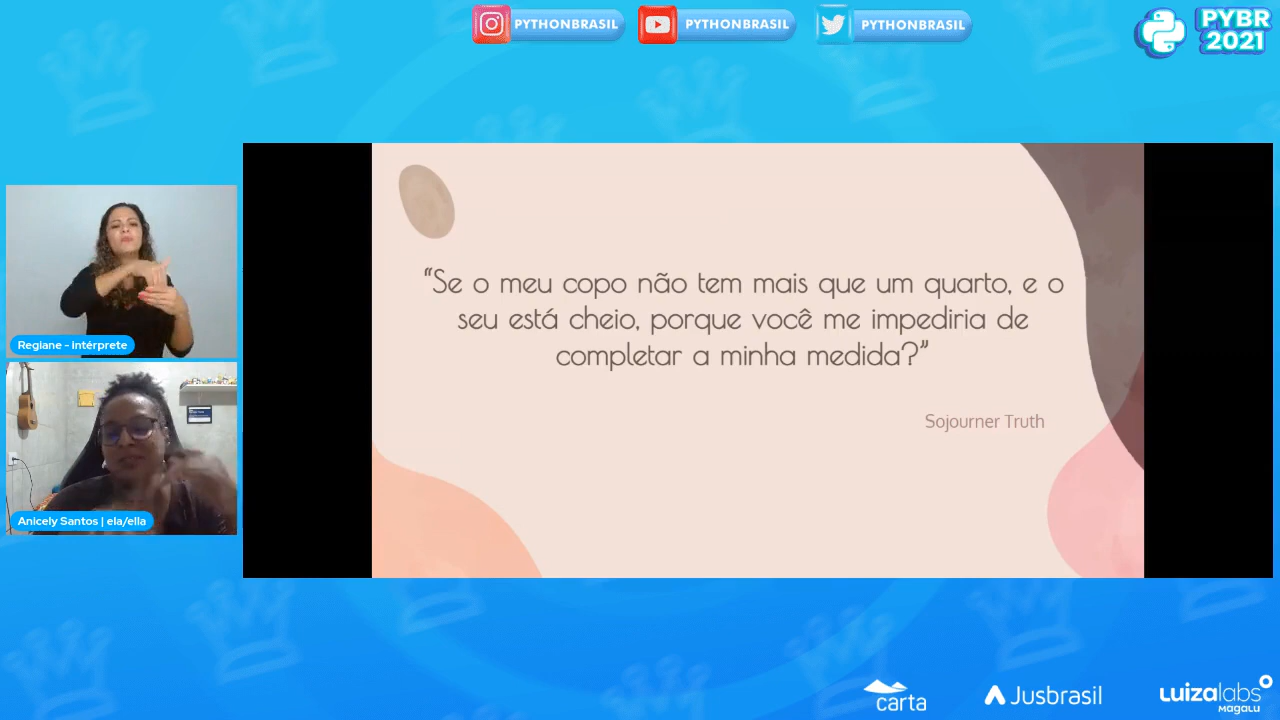 PYTHONBRASIL
PYTHONBRASIL
PYTHONBRASIL
PYBR
2021
“Se o meu copo não tem mais que um quarto, e o
seu está cheio, porque você me impediria de
completar a minha medida?”
Sojourner Truth
Regiane - intérprete
Anicely Santos | ela/ella
carta
Jusbrasil
LUIZAlabs
MAGALU